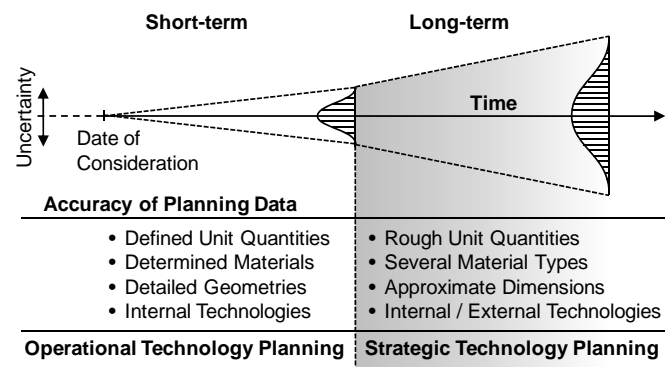 Short-term
Long-term
Uncertainty
Time
Date of
Consideration
Accuracy of Planning Data
• Defined Unit Quantities
• Determined Materials
• Detailed Geometries
• Internal Technologies
• Rough Unit Quantities
• Several Material Types
• Approximate Dimensions
• Internal / External Technologies
Operational Technology Planning
Strategic Technology Planning